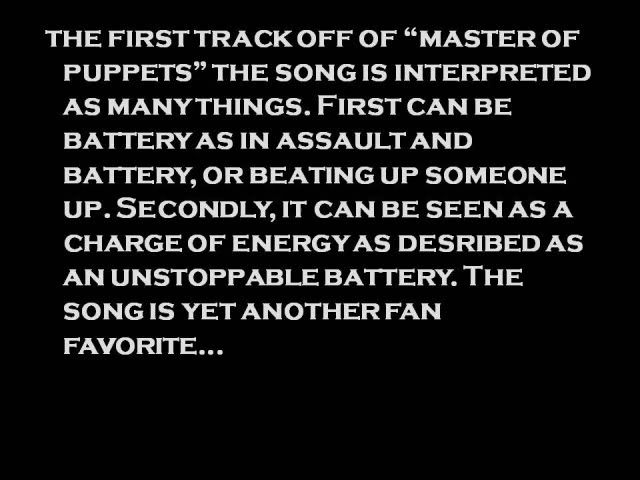 THE FIRST TRACK OFF OF “MASTER OF
PUPPETS” THE SONG IS INTERPRETED
AS MANY THINGS. FIRST CAN BE
BATTERY AS IN ASSAULT AND
BATTERY, OR BEATING UP SOMEONE
UP. SECONDLY, IT CAN BE SEEN AS A
CHARGE OF ENERGY AS DESRIBED AS
AN UNSTOPPABLE BATTERY. THE
SONG IS YET ANOTHER FAN
FAVORITE...